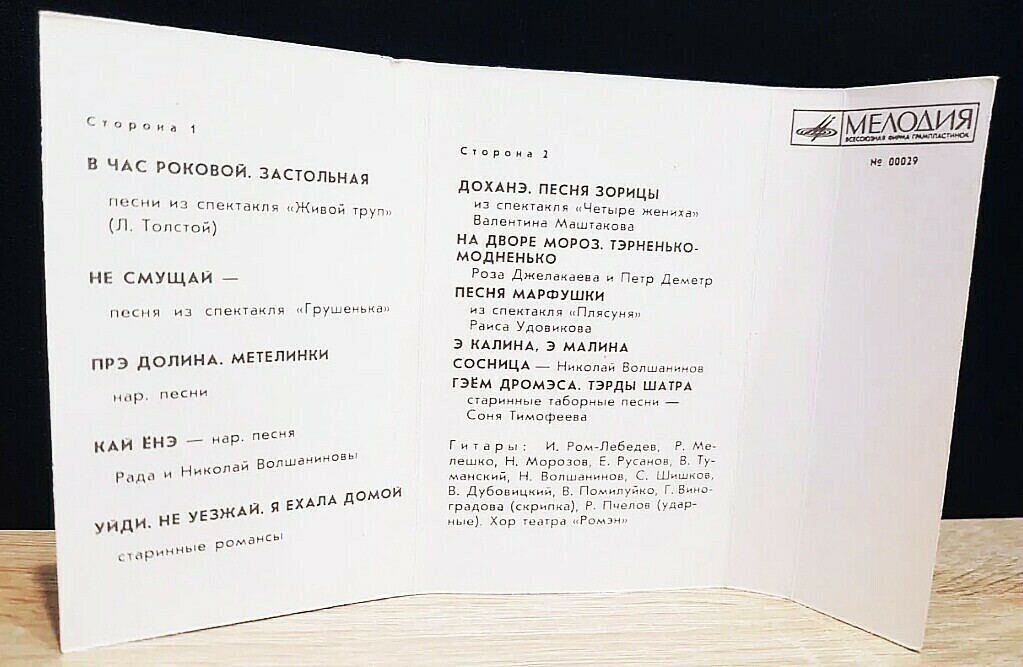 Сторона 1
В ЧАС РОКОВОЙ. ЗАСТОЛЬНАЯ
песни из спектакля «Живой труп»
(Л. Толстой)
НЕ СМУЩАЙ —
песня из спектакля «Грушенька»
ПРЭ ДОЛИНА. МЕТЕЛИНКИ
нар. песни
КАЙ ЁНЭ — нар. песня
Рада и Николай Волшаниновы
УЙДИ. НЕ УЕЗЖАЙ. Я ЕХАЛА ДОМОЙ
старинные романсы
Сторона 2
ДОХАНЭ. ПЕСНЯ ЗОРИЦЫ
из спектакля «Четыре жениха»
Валентина Маштакова
НА ДВОРЕ МОРОЗ. ТЭРНЕНЬКО-
МОДНЕНЬКО
Роза Джелакаева и Петр Деметр
ПЕСНЯ МАРФУШКИ
из спектакля «Плясуня»
Раиса Удовикова
Э КАЛИНА, Э МАЛИНА
СОСНИЦА — Николай Волшанинов
ГЭЁМ ДРОМЭСА. ТЭРДЫ ШАТРА
старинные таборные песни —
Соня Тимофеева
Гитары: И. Ром-Лебедев, Р. Ме-
лешко, Н. Морозов, Е. Русанов, В. Ту-
манский, Н. Волшанинов, С. Шишков,
В. Дубовицкий, В. Помилуйко, Г. Вино-
градова (скрипка), Р. Пчелов (удар-
ные). Хор театра «Ромэн»
МЕЛОДИЯ
ВСЕСОЮЗНАЯ ФИРМА ГРАМПЛАСТИНОК
№ 00029